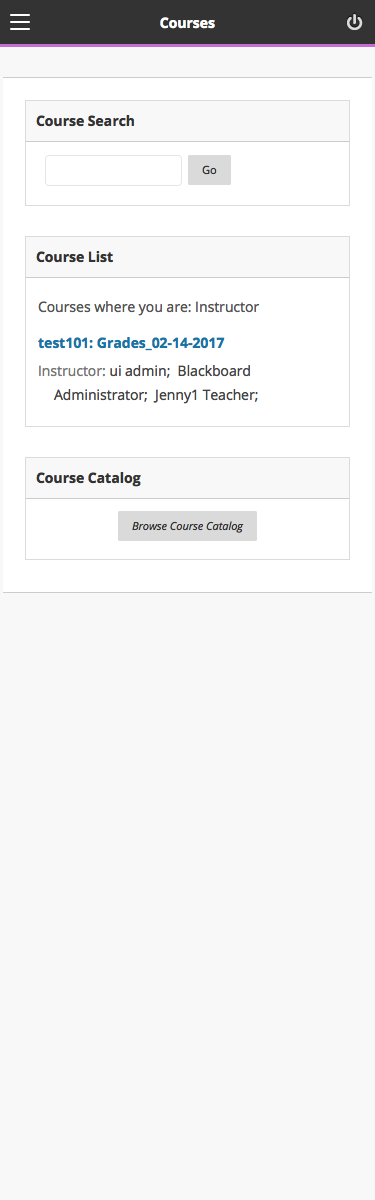 Courses
Course Search
Go
Course List
Courses where you are: Instructor
test101: Grades_02-14-2017
Instructor: ui admin; Blackboard
Administrator; Jenny1 Teacher;
Course Catalog
Browse Course Catalog